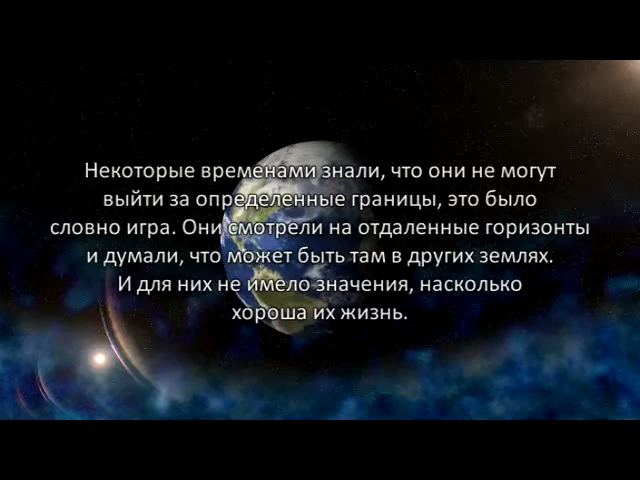 Некоторые временами знали, что они не могут
выйти за определенные границы, это было
словно игра. Они смотрели на отдаленные горизонты
и думали, что может быть там в других землях.
И для них не имело значения, насколько
хороша их жизнь.